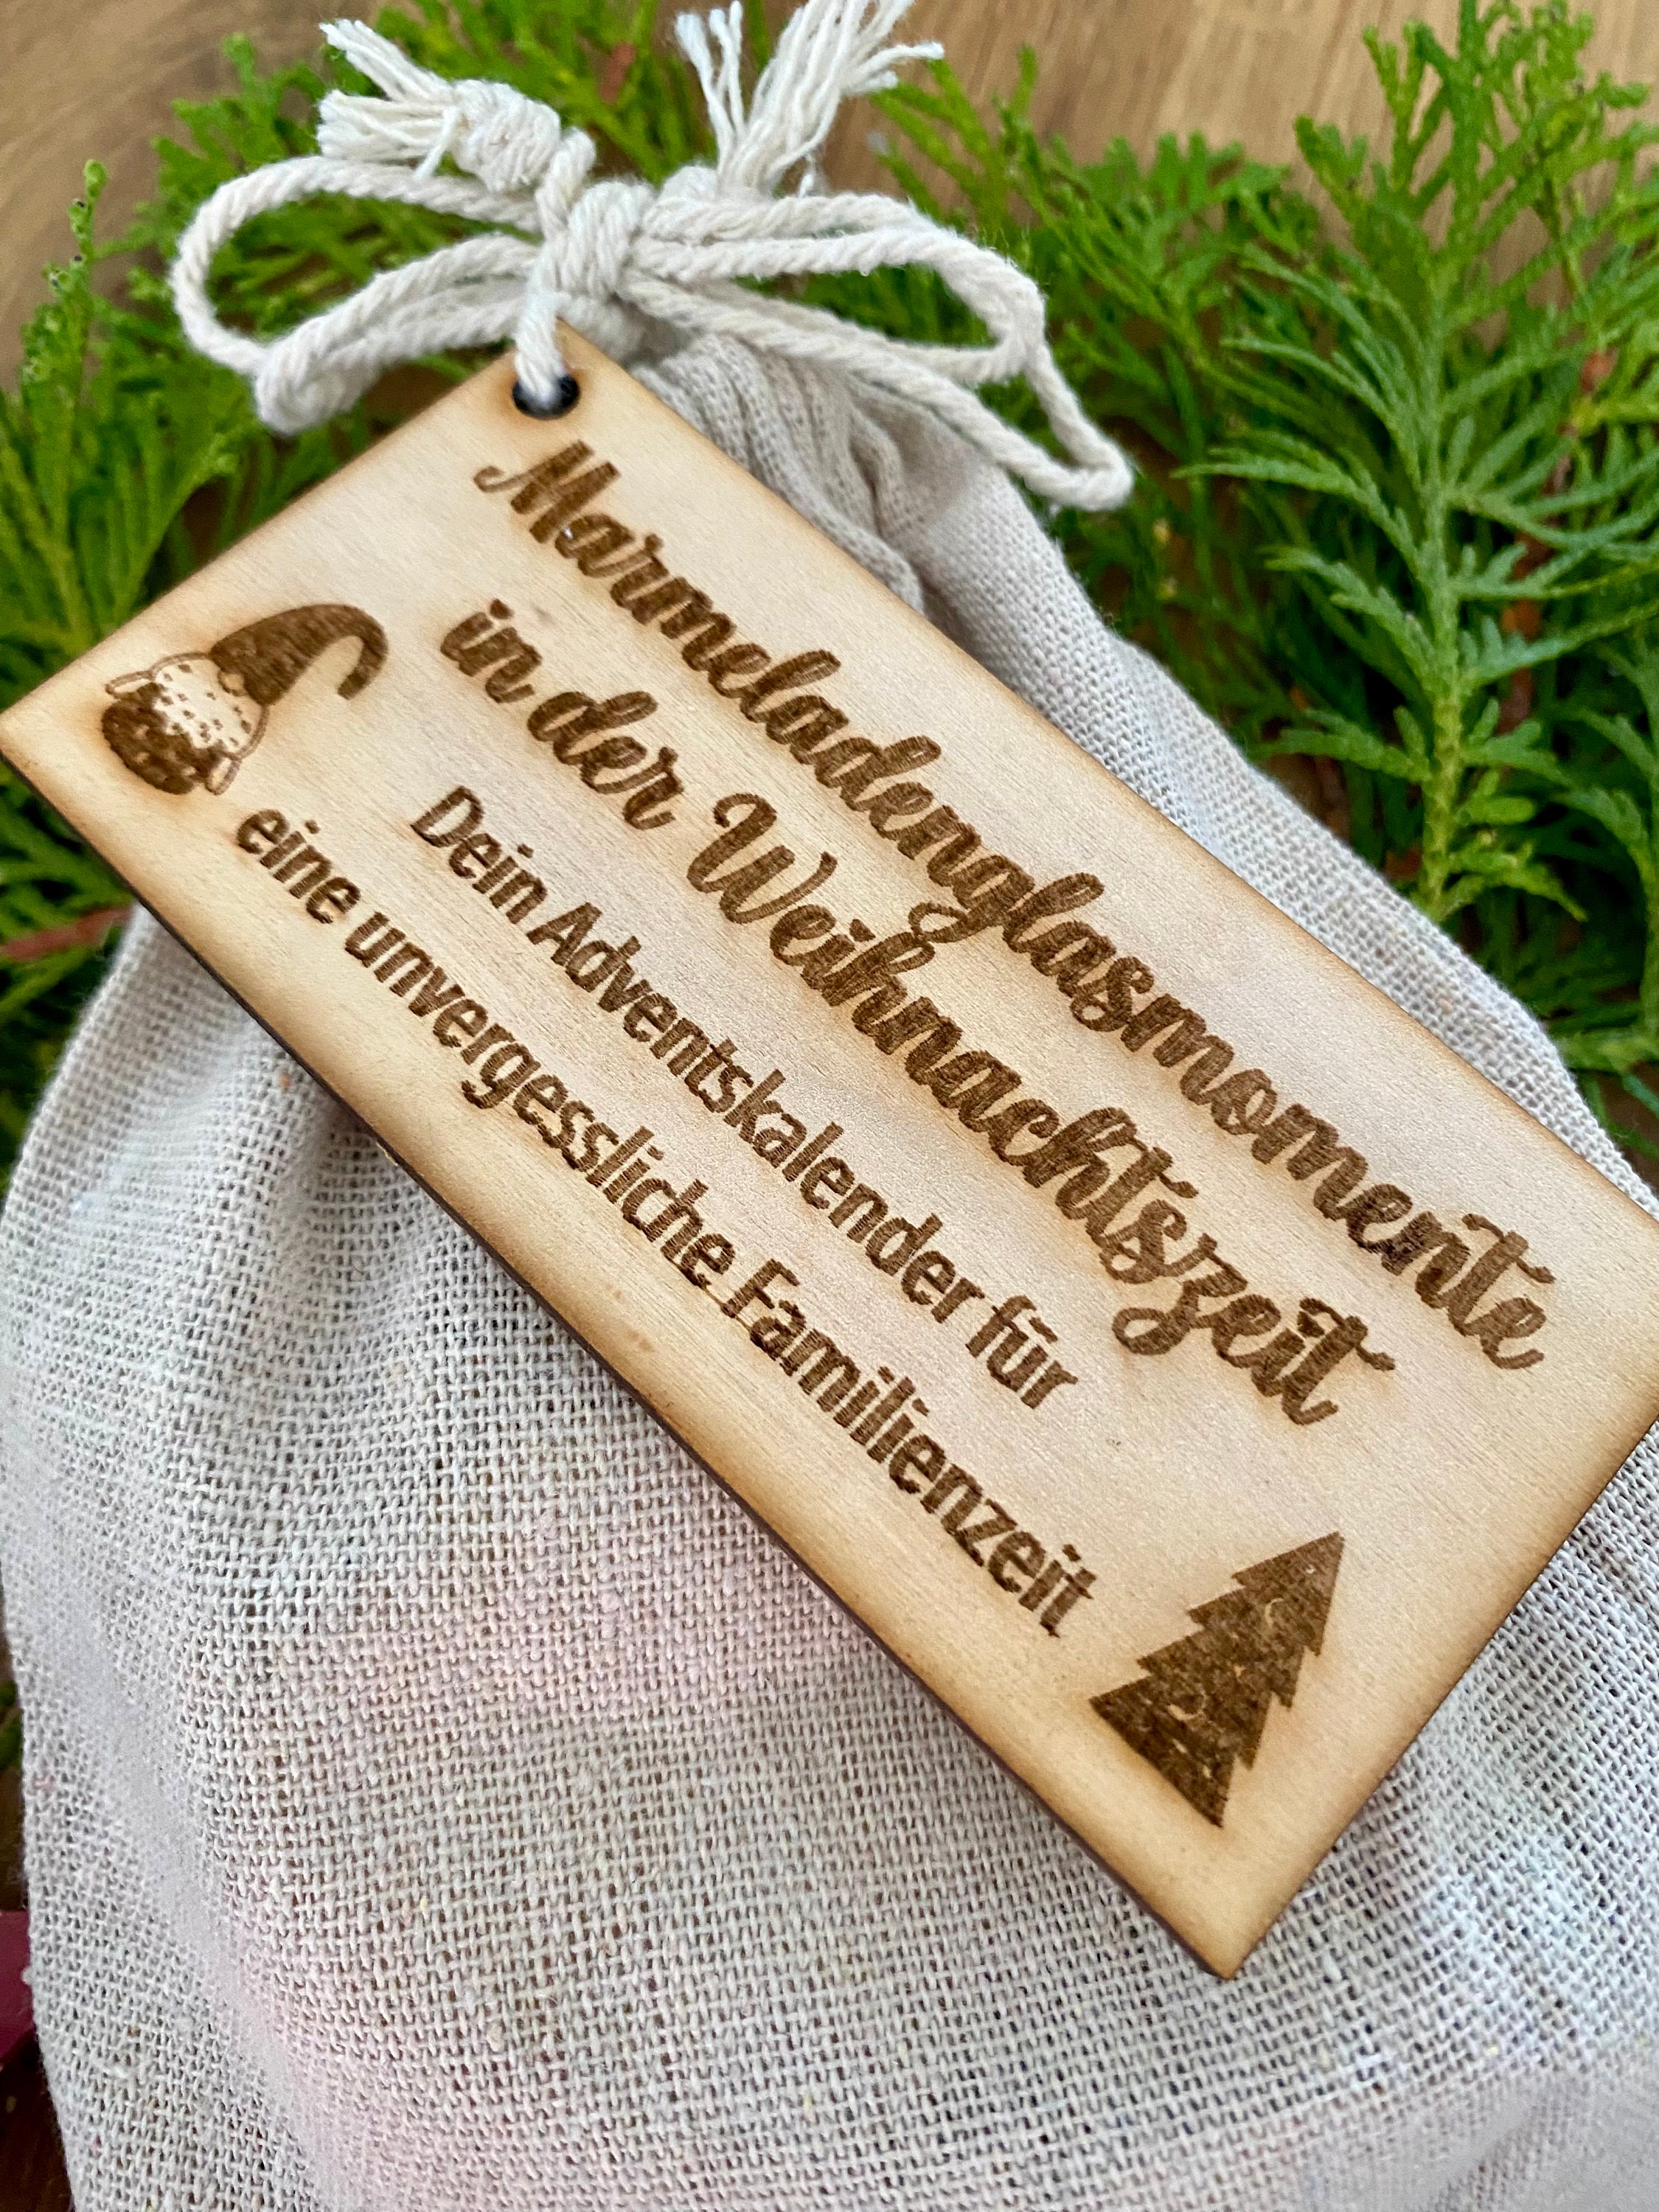 Marmeladenglasmomente
in der Weihnachtszeit
Dein Adventskalender für
eine unvergessliche Familienzeit